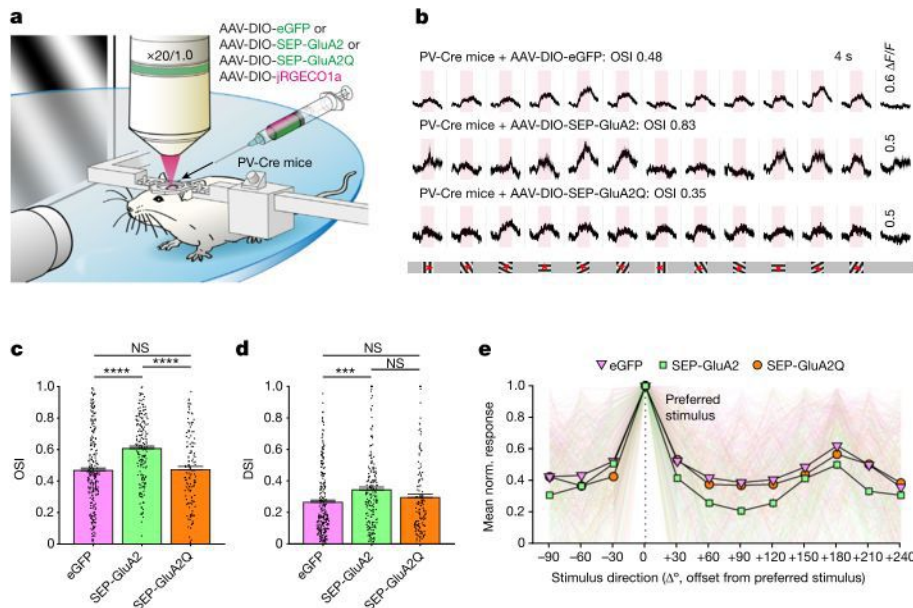 a
AAV-DIO-eGFP or
AAV-DIO-SEP-GluA2 or
AAV-DIO-SEP-GluA2Q
AAV-DIO-jRGECO1a
×20/1.0
PV-Cre mice
b
PV-Cre mice + AAV-DIO-eGFP: OSI 0.48
4 s
0.6 ΔF/F
PV-Cre mice + AAV-DIO-SEP-GluA2: OSI 0.83
0.5
PV-Cre mice + AAV-DIO-SEP-GluA2Q: OSI 0.35
0.5
c
NS
**** ****
1.0
0.8
0.6
0.4
0.2
0
OSI
eGFP
SEP-GluA2
SEP-GluA2Q
d
NS
*** NS
1.0
0.8
0.6
0.4
0.2
0
DSI
eGFP
SEP-GluA2
SEP-GluA2Q
e
eGFP SEP-GluA2 SEP-GluA2Q
Preferred
stimulus
1.0
0.8
0.6
0.4
0.2
0
Mean norm. response
−90 −60 −30 0 +30 +60 +90 +120 +150 +180 +210 +240
Stimulus direction (Δº, offset from preferred stimulus)